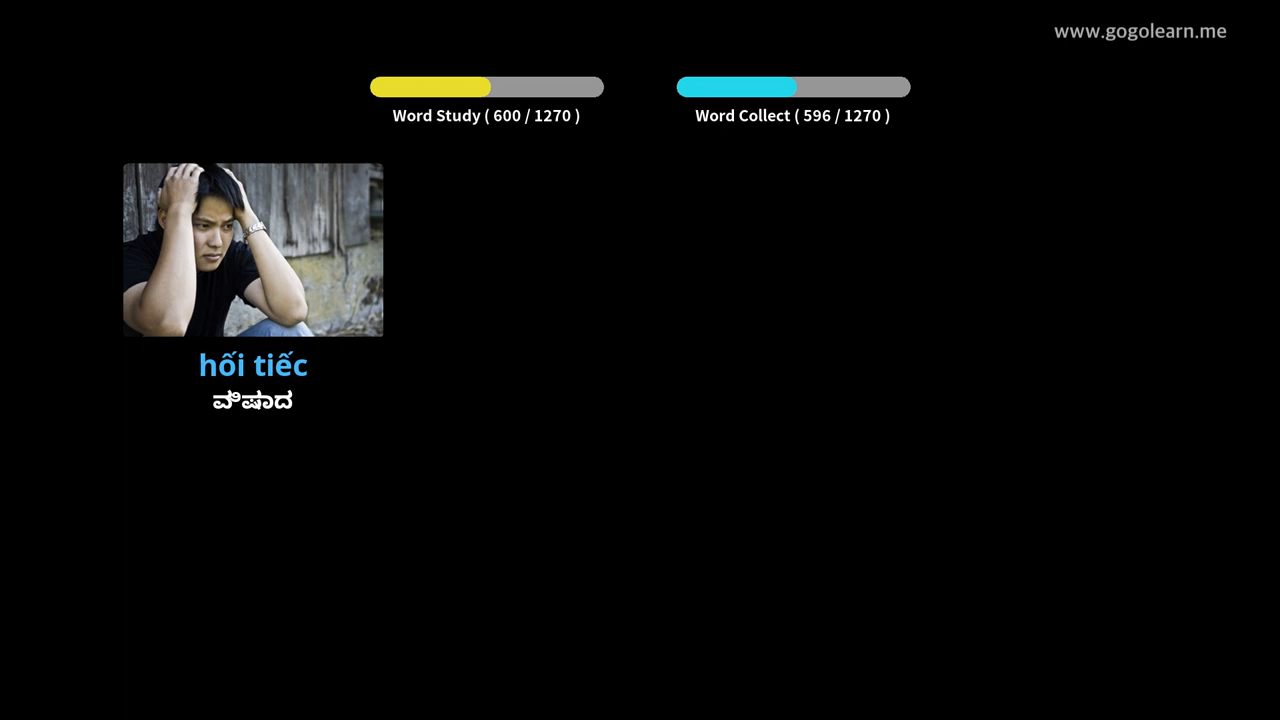 www.gogolearn.me
Word Study ( 600 / 1270 )
Word Collect ( 596 / 1270 )
hối tiếc
ವಿಷಾದ